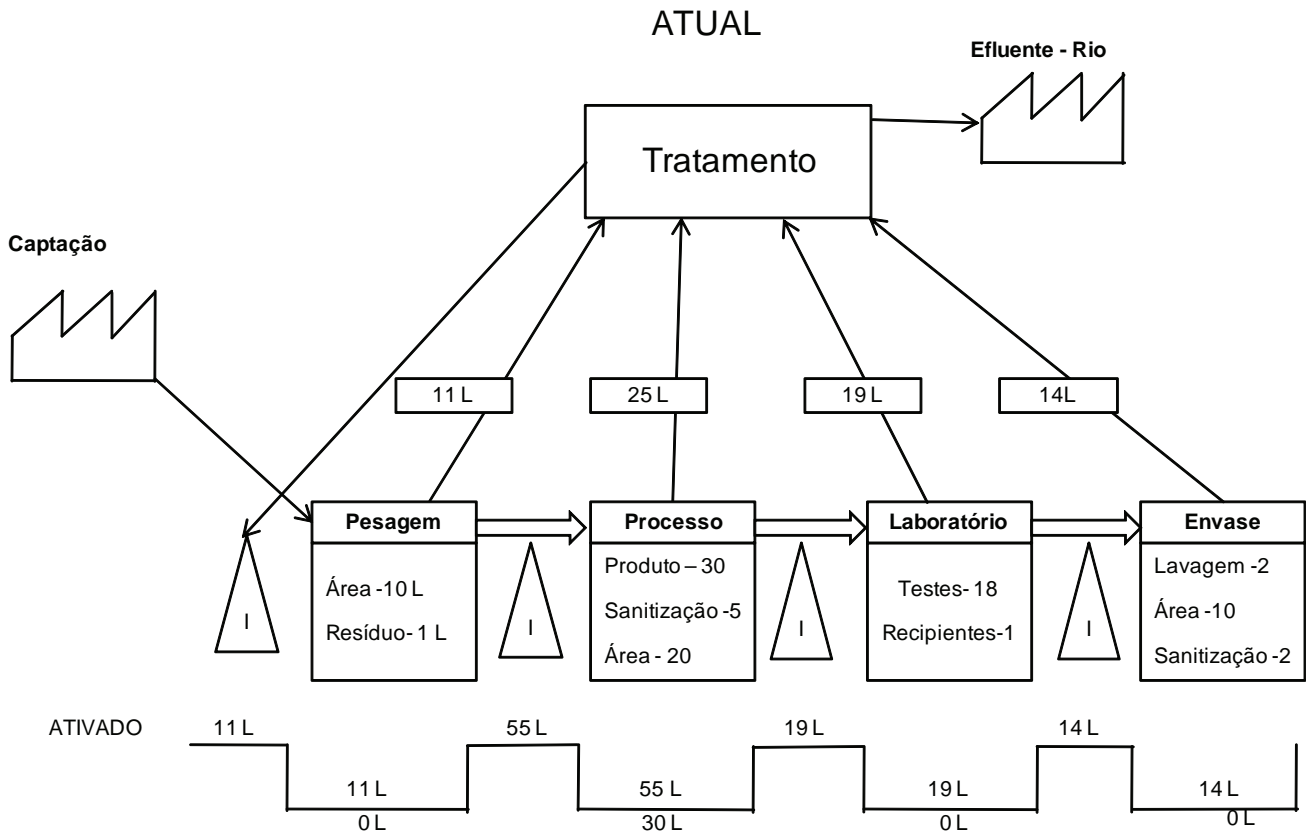 ATUAL
Efluente - Rio
Tratamento
Captação
11 L
25 L
19 L
14L
Pesagem
Processo
Laboratório
Envase
Área -10 L
Resíduo- 1 L
Produto – 30
Sanitização -5
Área - 20
Testes- 18
Recipientes-1
Lavagem -2
Área -10
Sanitização -2
I
I
I
I
ATIVADO
11 L
55 L
19 L
14 L
11 L
55 L
19 L
14 L
0 L
30 L
0 L
0 L